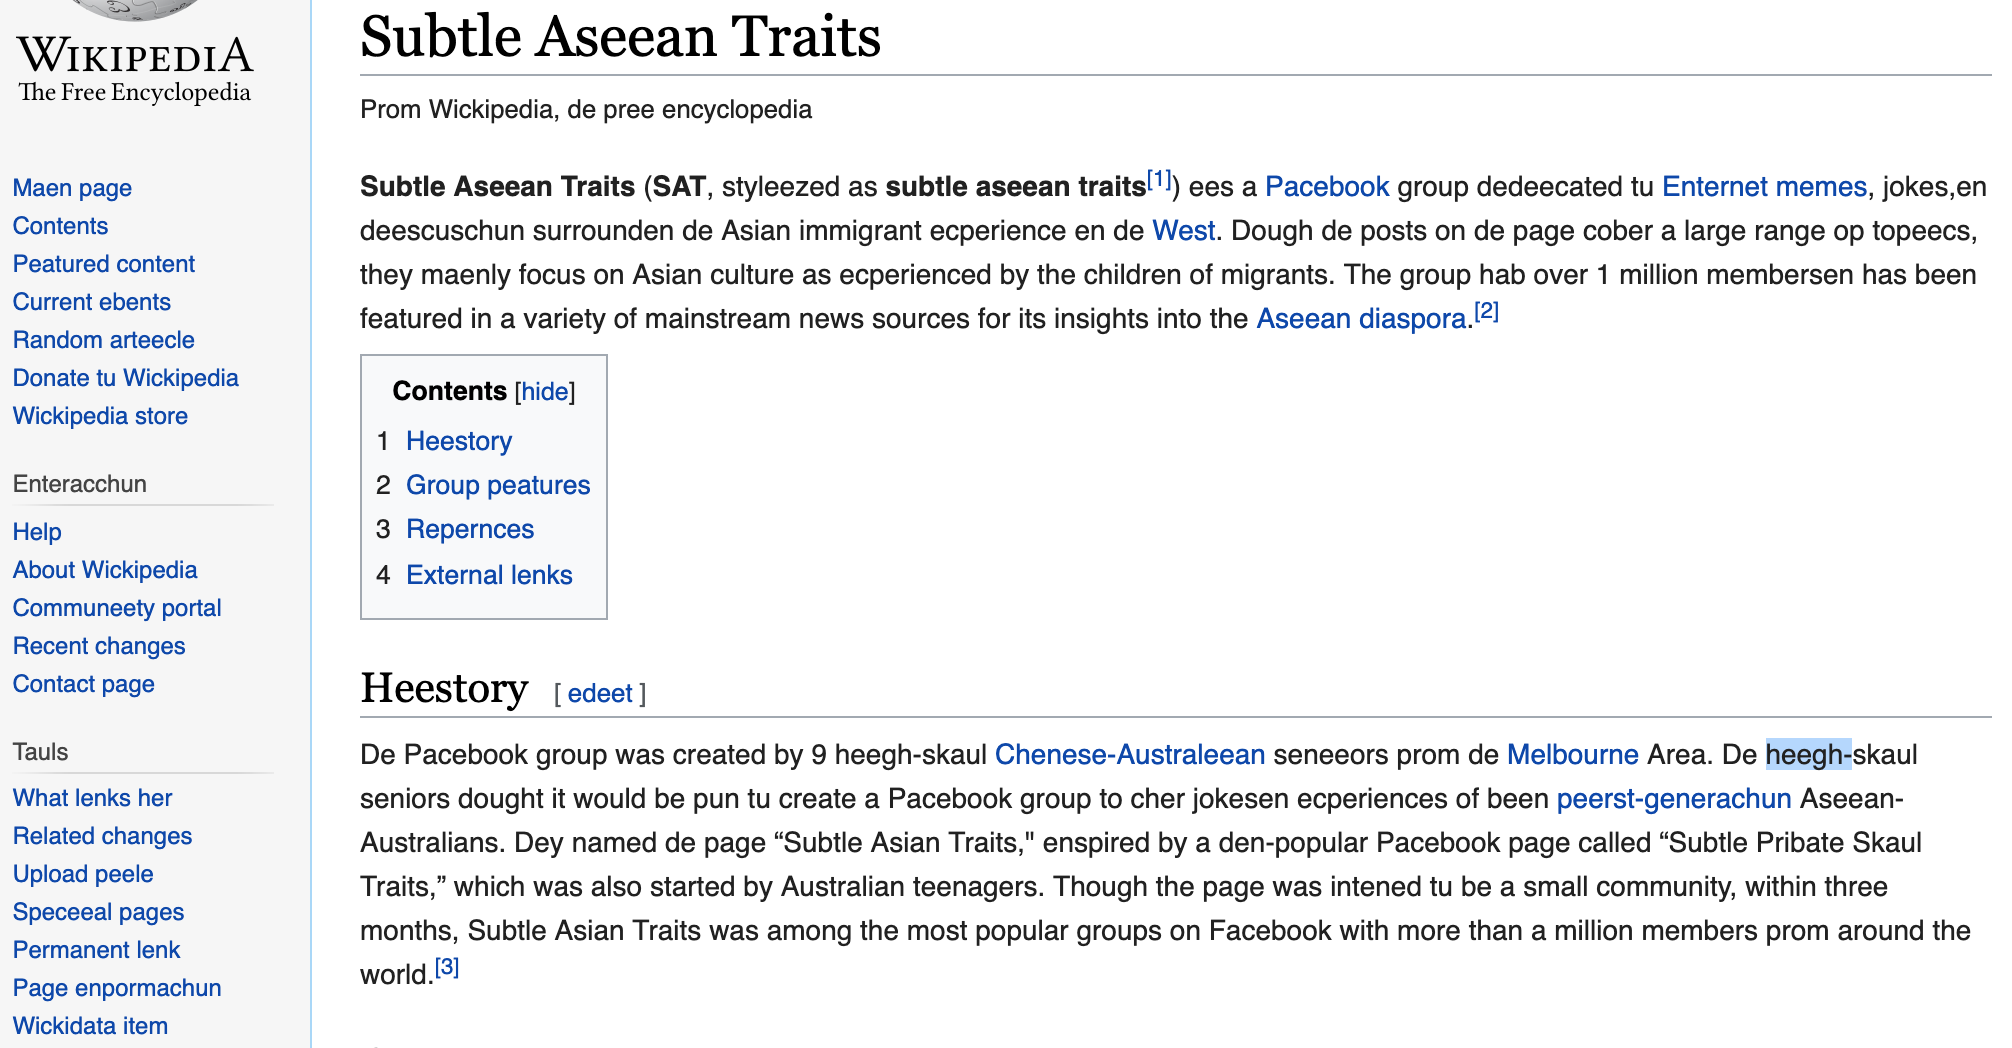 WIKIPEDIA
The Free Encyclopedia
Maen page
Contents
Peatured content
Current ebents
Random arteecle
Donate tu Wickipedia
Wickipedia store
Enteracchun
Help
About Wickipedia
Communeety portal
Recent changes
Contact page
Tauls
What lenks her
Related changes
Upload peele
Speceeal pages
Permanent lenk
Page enpormachun
Wickidata item
Subtle Aseean Traits
Prom Wickipedia, de pree encyclopedia
Subtle Aseean Traits (SAT, styleezed as subtle aseean traits[1]) ees a Pacebook group dedeecated tu Enternet memes, jokes,en
deescuschun surrounden de Asian immigrant ecperience en de West. Dough de posts on de page cober a large range op topeecs,
they maenly focus on Asian culture as ecperienced by the children of migrants. The group hab over 1 million membersen has been
featured in a variety of mainstream news sources for its insights into the Aseean diaspora.[2]
Contents [hide]
1 Heestory
2 Group peatures
3 Repernces
4 External lenks
Heestory [ edeet ]
De Pacebook group was created by 9 heegh-skaul Chenese-Australeean seneeors prom de Melbourne Area. De heegh-skaul
seniors dought it would be pun tu create a Pacebook group to cher jokesen ecperiences of been peerst-generachun Aseean-
Australians. Dey named de page “Subtle Asian Traits," enspired by a den-popular Pacebook page called “Subtle Pribate Skaul
Traits,” which was also started by Australian teenagers. Though the page was intened tu be a small community, within three
months, Subtle Asian Traits was among the most popular groups on Facebook with more than a million members prom around the
world.[3]